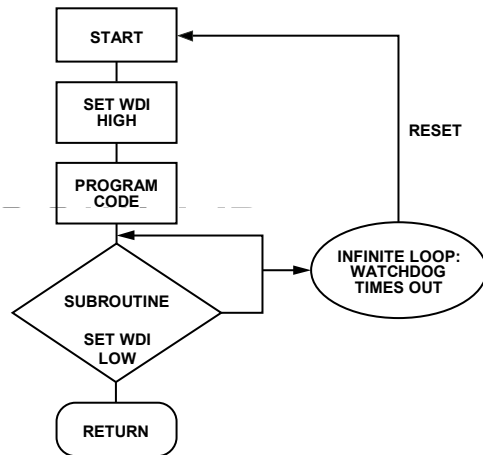 START
SET WDI
HIGH
PROGRAM
CODE
SUBROUTINE
SET WDI
LOW
RETURN
RESET
INFINITE LOOP:
WATCHDOG
TIMES OUT